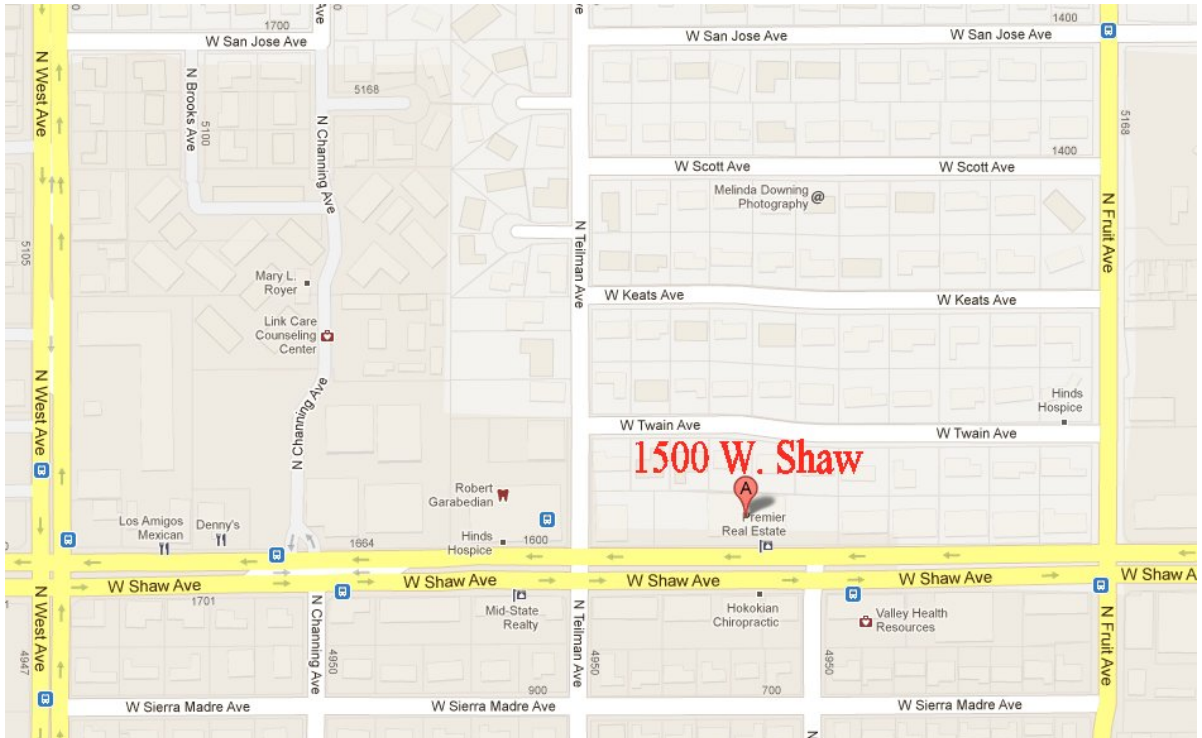 1700
1400
1400
W San Jose Ave
W San Jose Ave
W San Jose Ave
W San Jose Ave
N West Ave
N Brooks Ave
5100
5168
N Channing Ave
5168
1400
W Scott Ave
W Scott Ave
Melinda Downing
Photography
@
N Teilman Ave
N Fruit Ave
5105
Mary L.
Royer
W Keats Ave
W Keats Ave
Link Care
Counseling
Center
N West Ave
N Channing Ave
Hinds
Hospice
W Twain Ave
W Twain Ave
1500 W. Shaw
A
Robert
Garabedian
Premier
Real Estate
Los Amigos
Mexican
Denny's
1664
Hinds
Hospice
1600
W Shaw Ave
W Shaw Ave
W Shaw Ave
W Shaw Ave
W Shaw A
N West Ave
1701
N Channing Ave
Mid-State
Realty
N Teilman Ave
Hokokian
Chiropractic
Valley Health
Resources
N Fruit Ave
4947
4950
4950
4950
900
700
W Sierra Madre Ave
W Sierra Madre Ave
W Sierra Madre Ave